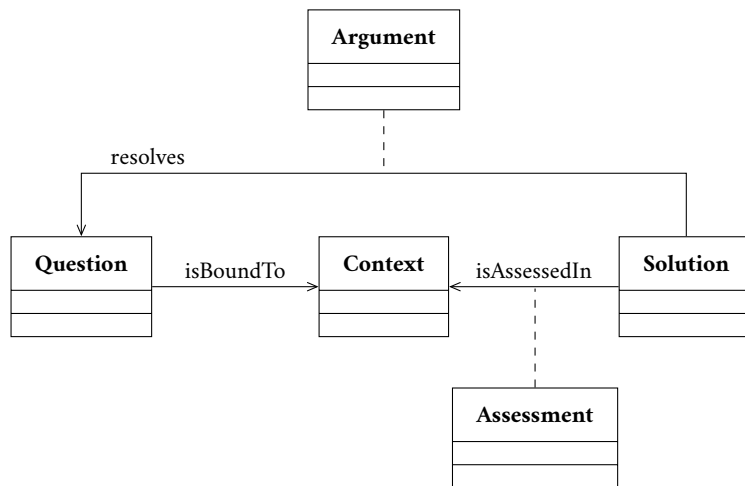 Argument
resolves
Question
isBoundTo
Context
isAssessedIn
Solution
Assessment